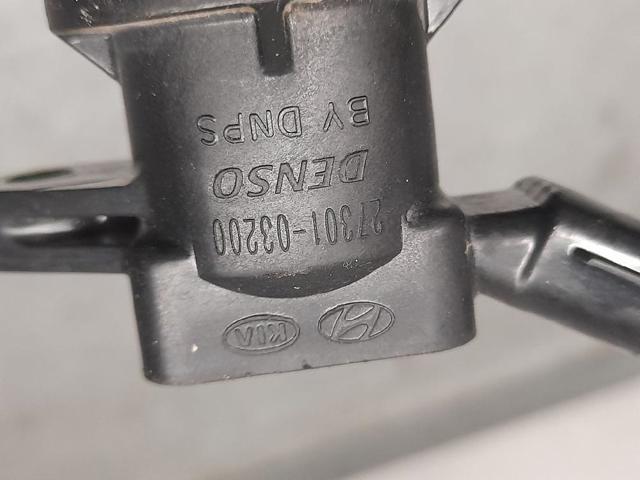 KIA
27301-03200
DENSO
BY DNPS